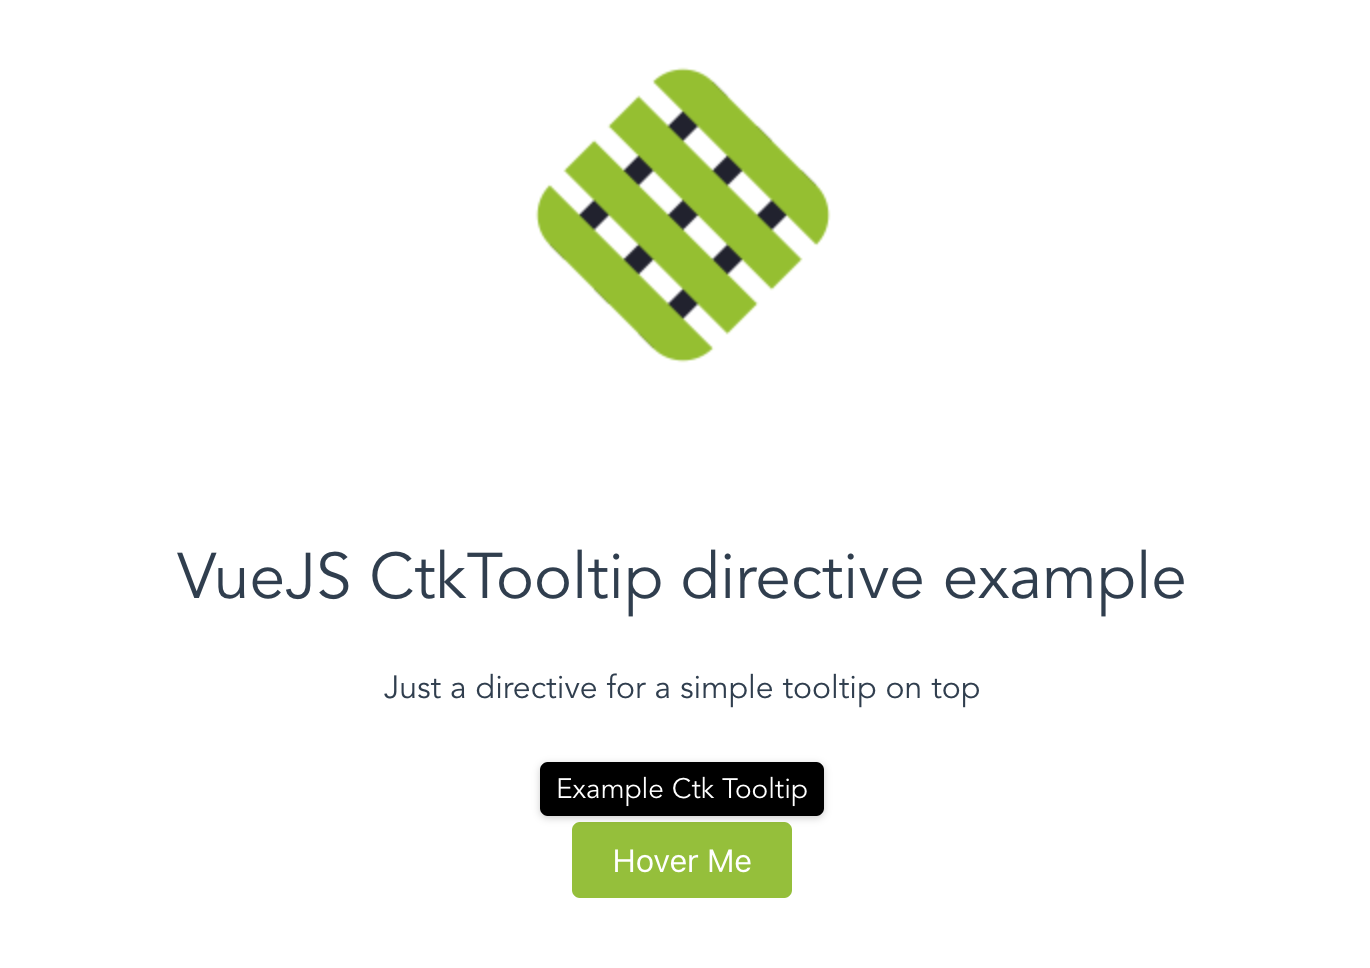 VueJS CtkTooltip directive example
Just a directive for a simple tooltip on top
Example Ctk Tooltip
Hover Me